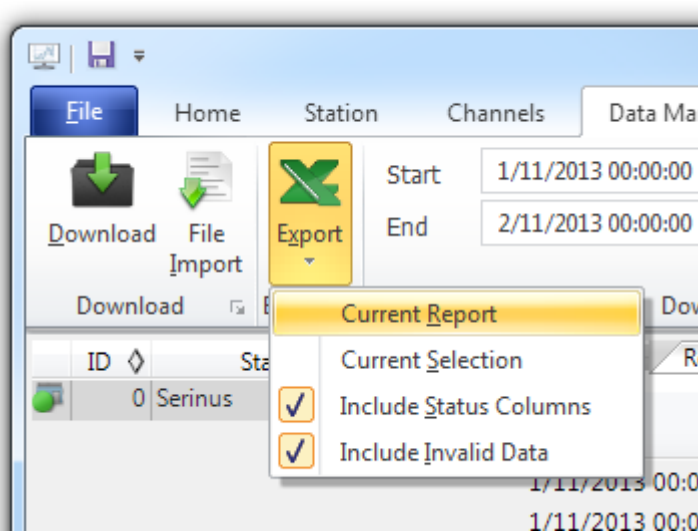 File Home Station Channels Data Ma
Start 1/11/2013 00:00:00
End 2/11/2013 00:00:00
Download File Import Export
Download Dow
Current Report
Current Selection
Include Status Columns
Include Invalid Data
ID Sta R
0 Serinus
1/11/2013 00:0
1/11/2013 00:0